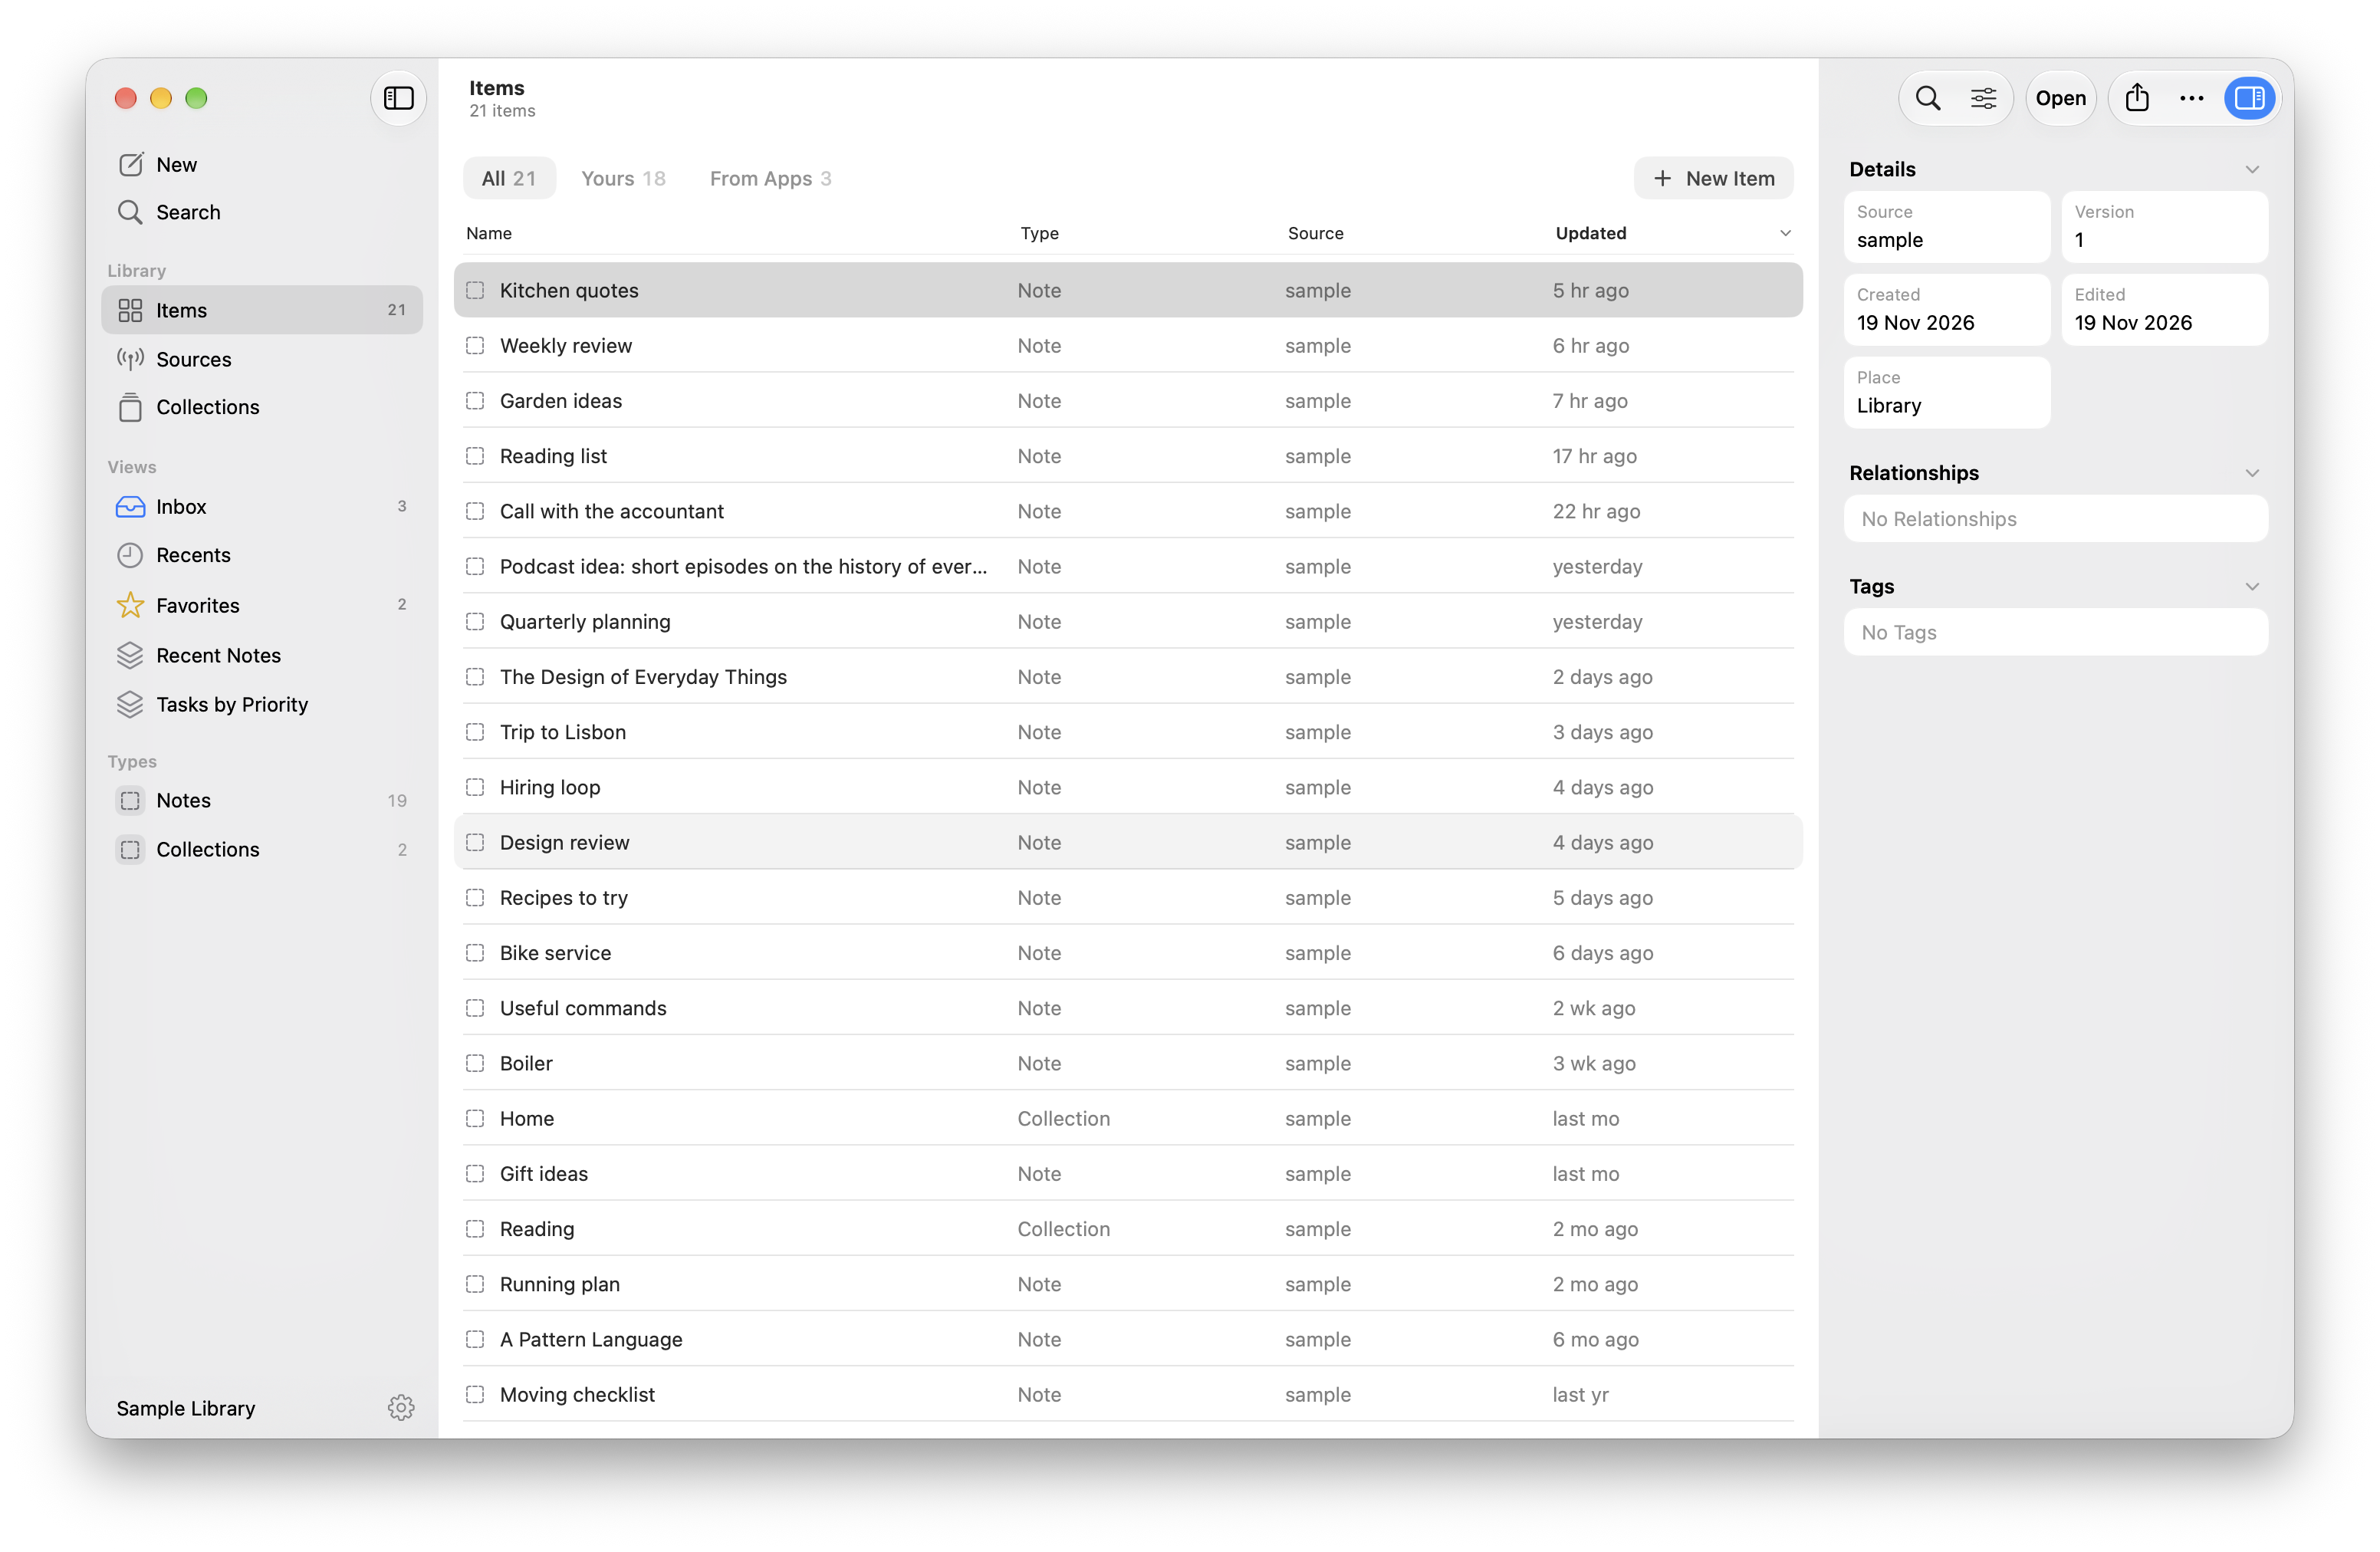 New
Search
Library
Items 21
Sources
Collections
Views
Inbox 3
Recents
Favorites 2
Recent Notes
Tasks by Priority
Types
Notes 19
Collections 2
Sample Library
Items
21 items
All 21 Yours 18 From Apps 3 New Item
Name Type Source Updated
Kitchen quotes Note sample 5 hr ago
Weekly review Note sample 6 hr ago
Garden ideas Note sample 7 hr ago
Reading list Note sample 17 hr ago
Call with the accountant Note sample 22 hr ago
Podcast idea: short episodes on the history of ever... Note sample yesterday
Quarterly planning Note sample yesterday
The Design of Everyday Things Note sample 2 days ago
Trip to Lisbon Note sample 3 days ago
Hiring loop Note sample 4 days ago
Design review Note sample 4 days ago
Recipes to try Note sample 5 days ago
Bike service Note sample 6 days ago
Useful commands Note sample 2 wk ago
Boiler Note sample 3 wk ago
Home Collection sample last mo
Gift ideas Note sample last mo
Reading Collection sample 2 mo ago
Running plan Note sample 2 mo ago
A Pattern Language Note sample 6 mo ago
Moving checklist Note sample last yr
Open
Details
Source Version
sample 1
Created Edited
19 Nov 2026 19 Nov 2026
Place
Library
Relationships
No Relationships
Tags
No Tags